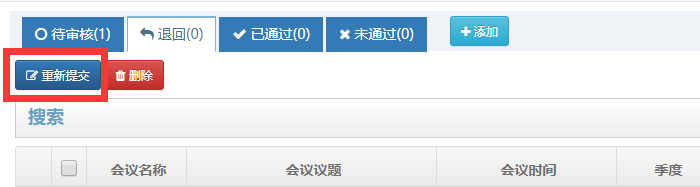 待审核(1) 退回(0) 已通过(0) 未通过(0) 添加
重新提交 删除
搜索
会议名称 会议议题 会议时间 季度